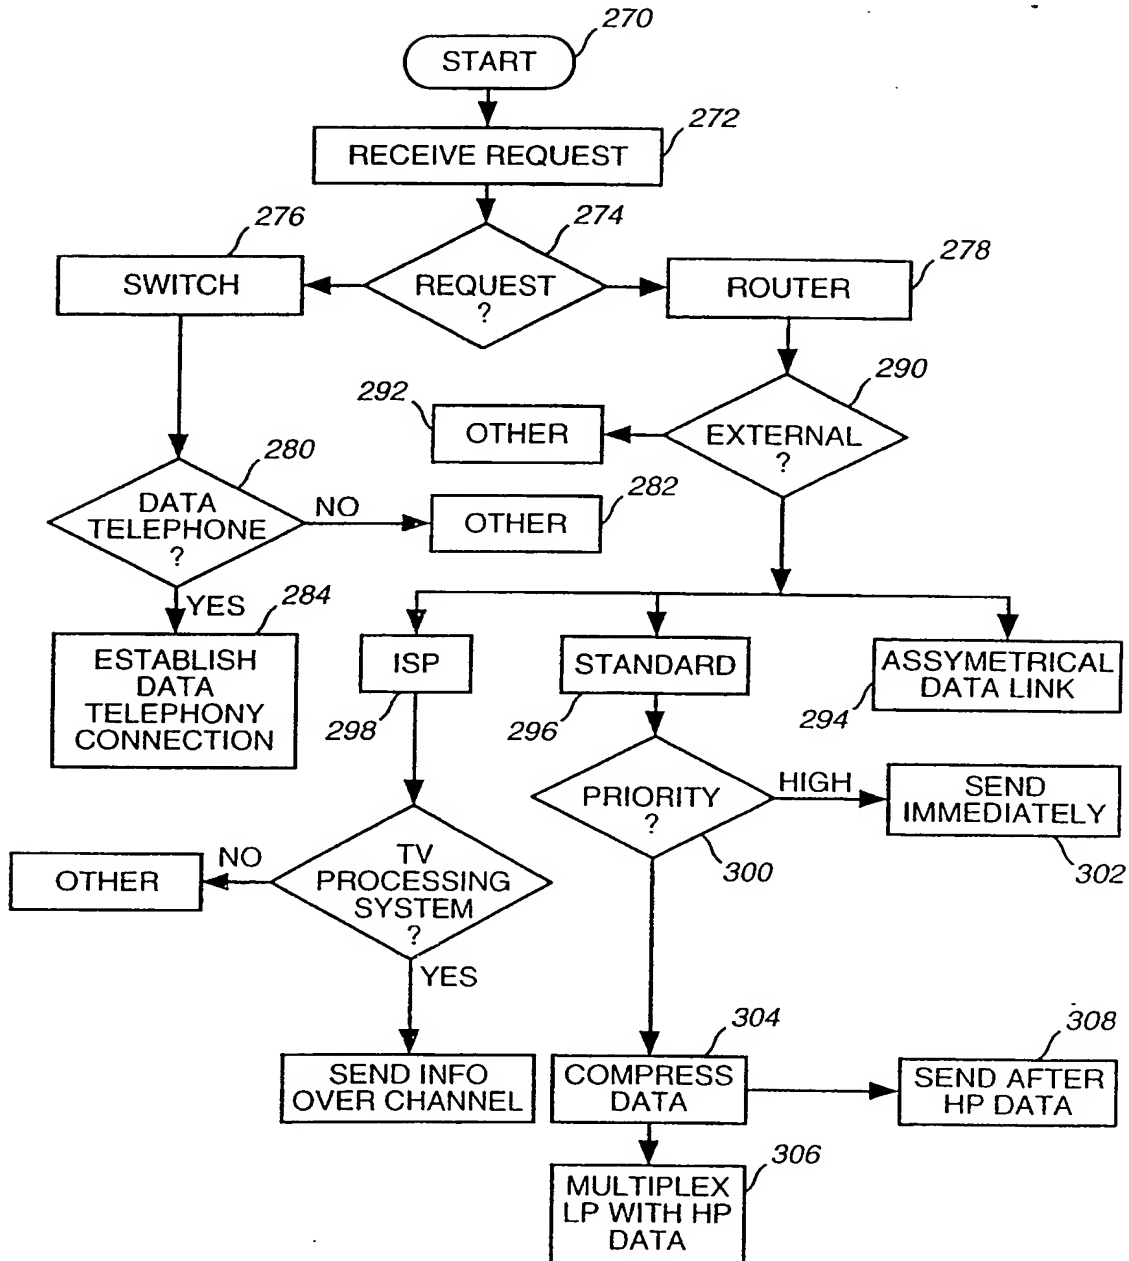 270
START
272
RECEIVE REQUEST
276
274
278
SWITCH
REQUEST
?
ROUTER
290
292
OTHER
EXTERNAL
?
280
DATA
TELEPHONE
?
NO
282
OTHER
YES
284
ESTABLISH
DATA
TELEPHONY
CONNECTION
ISP
298
STANDARD
296
ASSYMETRICAL
DATA LINK
294
PRIORITY
?
300
HIGH
SEND
IMMEDIATELY
302
OTHER
NO
TV
PROCESSING
SYSTEM
?
YES
SEND INFO
OVER CHANNEL
304
COMPRESS
DATA
308
SEND AFTER
HP DATA
306
MULTIPLEX
LP WITH HP
DATA